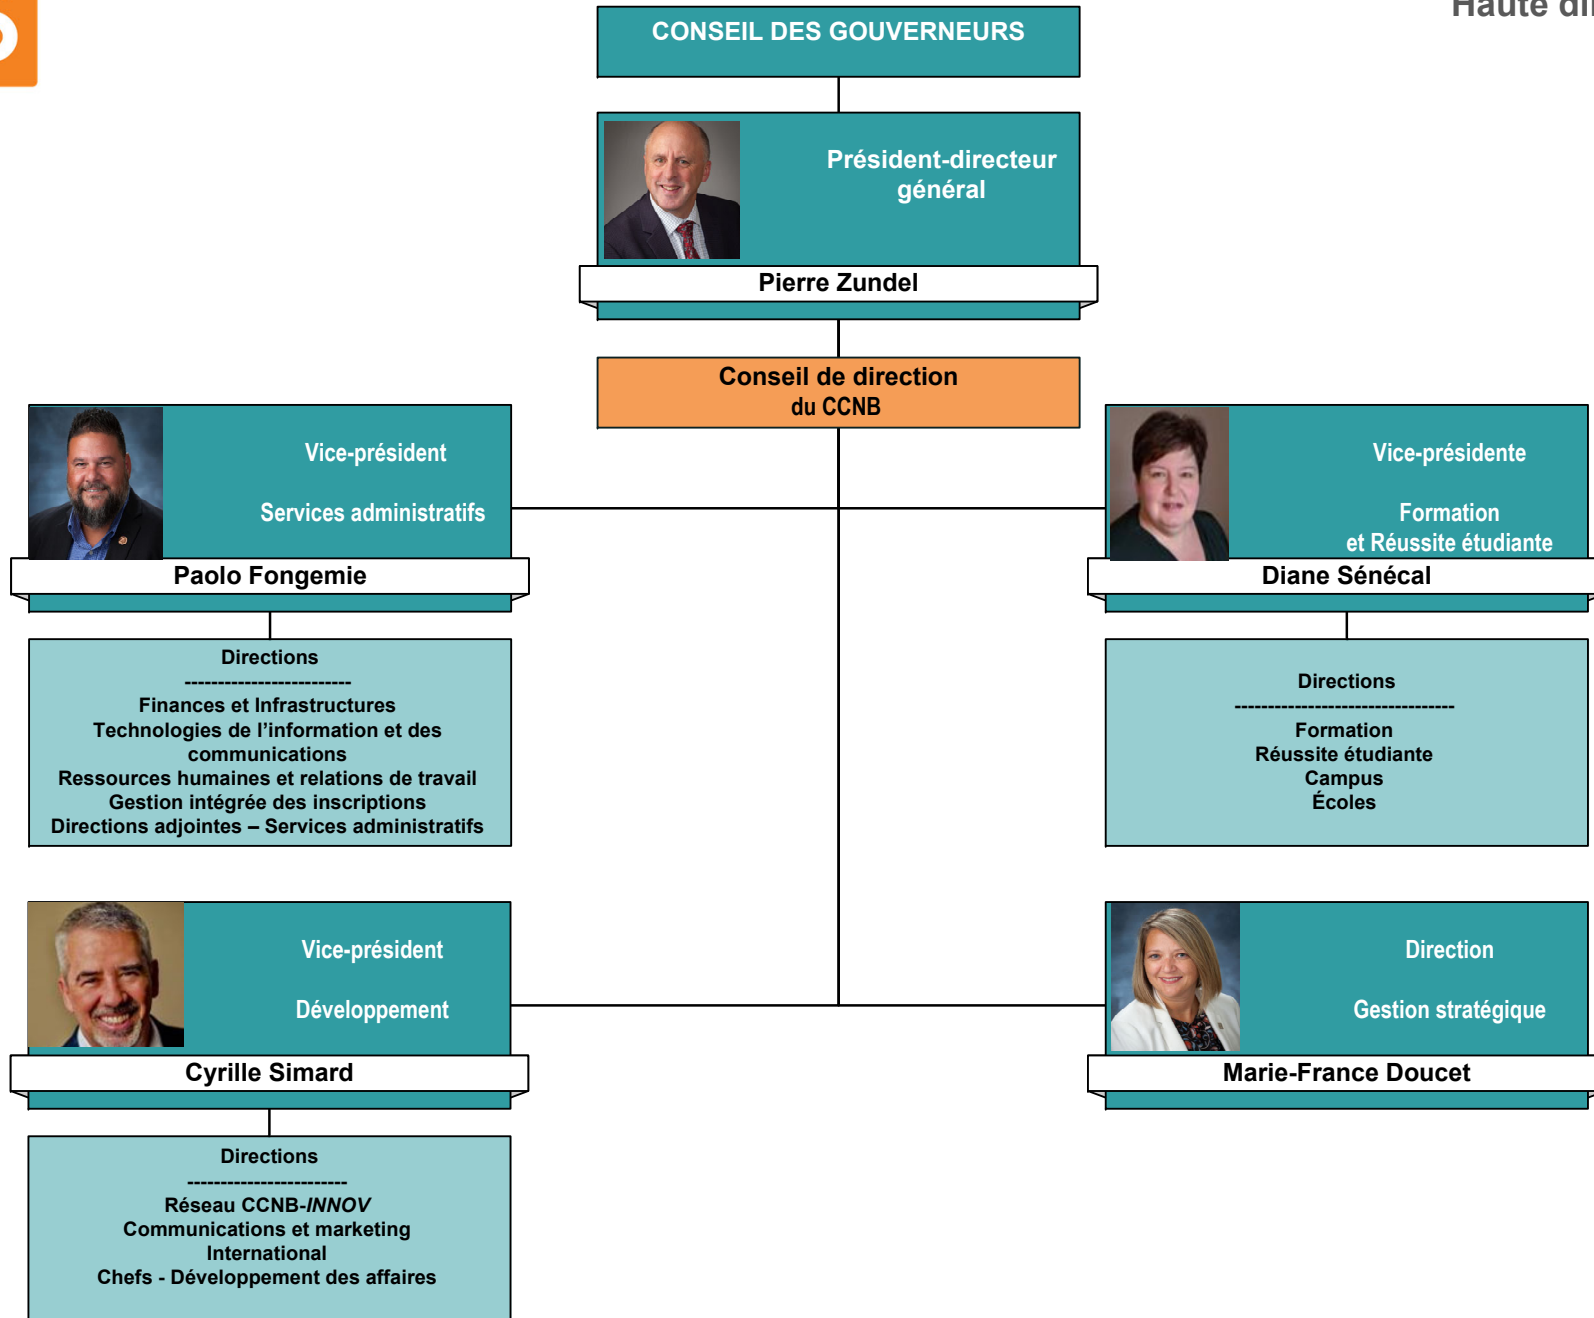 Haute
CONSEIL DES GOUVERNEURS
Président-directeur
général
Pierre Zundel
Conseil de direction
du CCNB
Vice-président
Services administratifs
Paolo Fongemie
Vice-présidente
Formation
et Réussite étudiante
Diane Sénécal
Directions
-------------------------
Finances et Infrastructures
Technologies de l’information et des
communications
Ressources humaines et relations de travail
Gestion intégrée des inscriptions
Directions adjointes – Services administratifs
Directions
---------------------------------
Formation
Réussite étudiante
Campus
Écoles
Vice-président
Développement
Cyrille Simard
Direction
Gestion stratégique
Marie-France Doucet
Directions
------------------------
Réseau CCNB-INNOV
Communications et marketing
International
Chefs - Développement des affaires